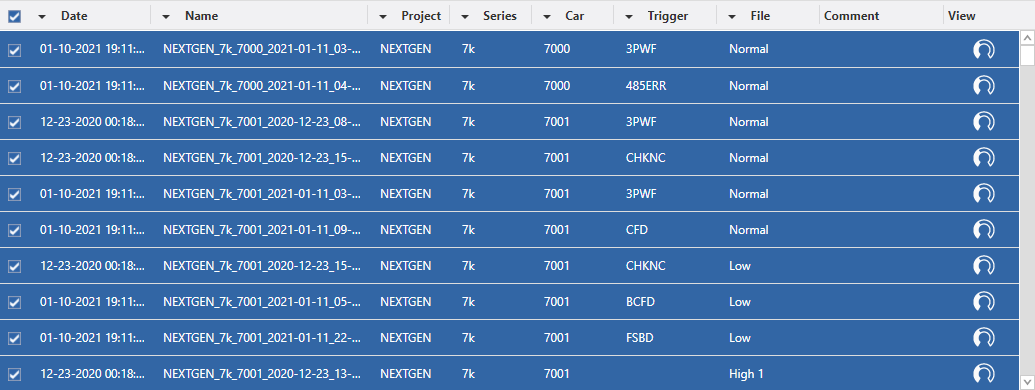 Date Name Project Series Car Trigger File Comment View
01-10-2021 19:11:... NEXTGEN_7k_7000_2021-01-11_03-... NEXTGEN 7k 7000 3PWF Normal
01-10-2021 19:11:... NEXTGEN_7k_7000_2021-01-11_04-... NEXTGEN 7k 7000 485ERR Normal
12-23-2020 00:18:... NEXTGEN_7k_7001_2020-12-23_08-... NEXTGEN 7k 7001 3PWF Normal
12-23-2020 00:18:... NEXTGEN_7k_7001_2020-12-23_15-... NEXTGEN 7k 7001 CHKNC Normal
01-10-2021 19:11:... NEXTGEN_7k_7001_2021-01-11_03-... NEXTGEN 7k 7001 3PWF Normal
01-10-2021 19:11:... NEXTGEN_7k_7001_2021-01-11_09-... NEXTGEN 7k 7001 CFD Normal
12-23-2020 00:18:... NEXTGEN_7k_7001_2020-12-23_15-... NEXTGEN 7k 7001 CHKNC Low
01-10-2021 19:11:... NEXTGEN_7k_7001_2021-01-11_05-... NEXTGEN 7k 7001 BCFD Low
01-10-2021 19:11:... NEXTGEN_7k_7001_2021-01-11_22-... NEXTGEN 7k 7001 FSBD Low
12-23-2020 00:18:... NEXTGEN_7k_7001_2020-12-23_13-... NEXTGEN 7k 7001 High 1